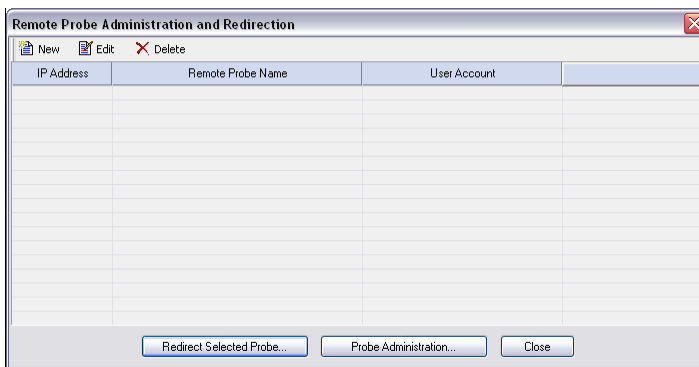 Remote Probe Administration and Redirection
New Edit Delete
IP Address Remote Probe Name User Account
Redirect Selected Probe... Probe Administration... Close